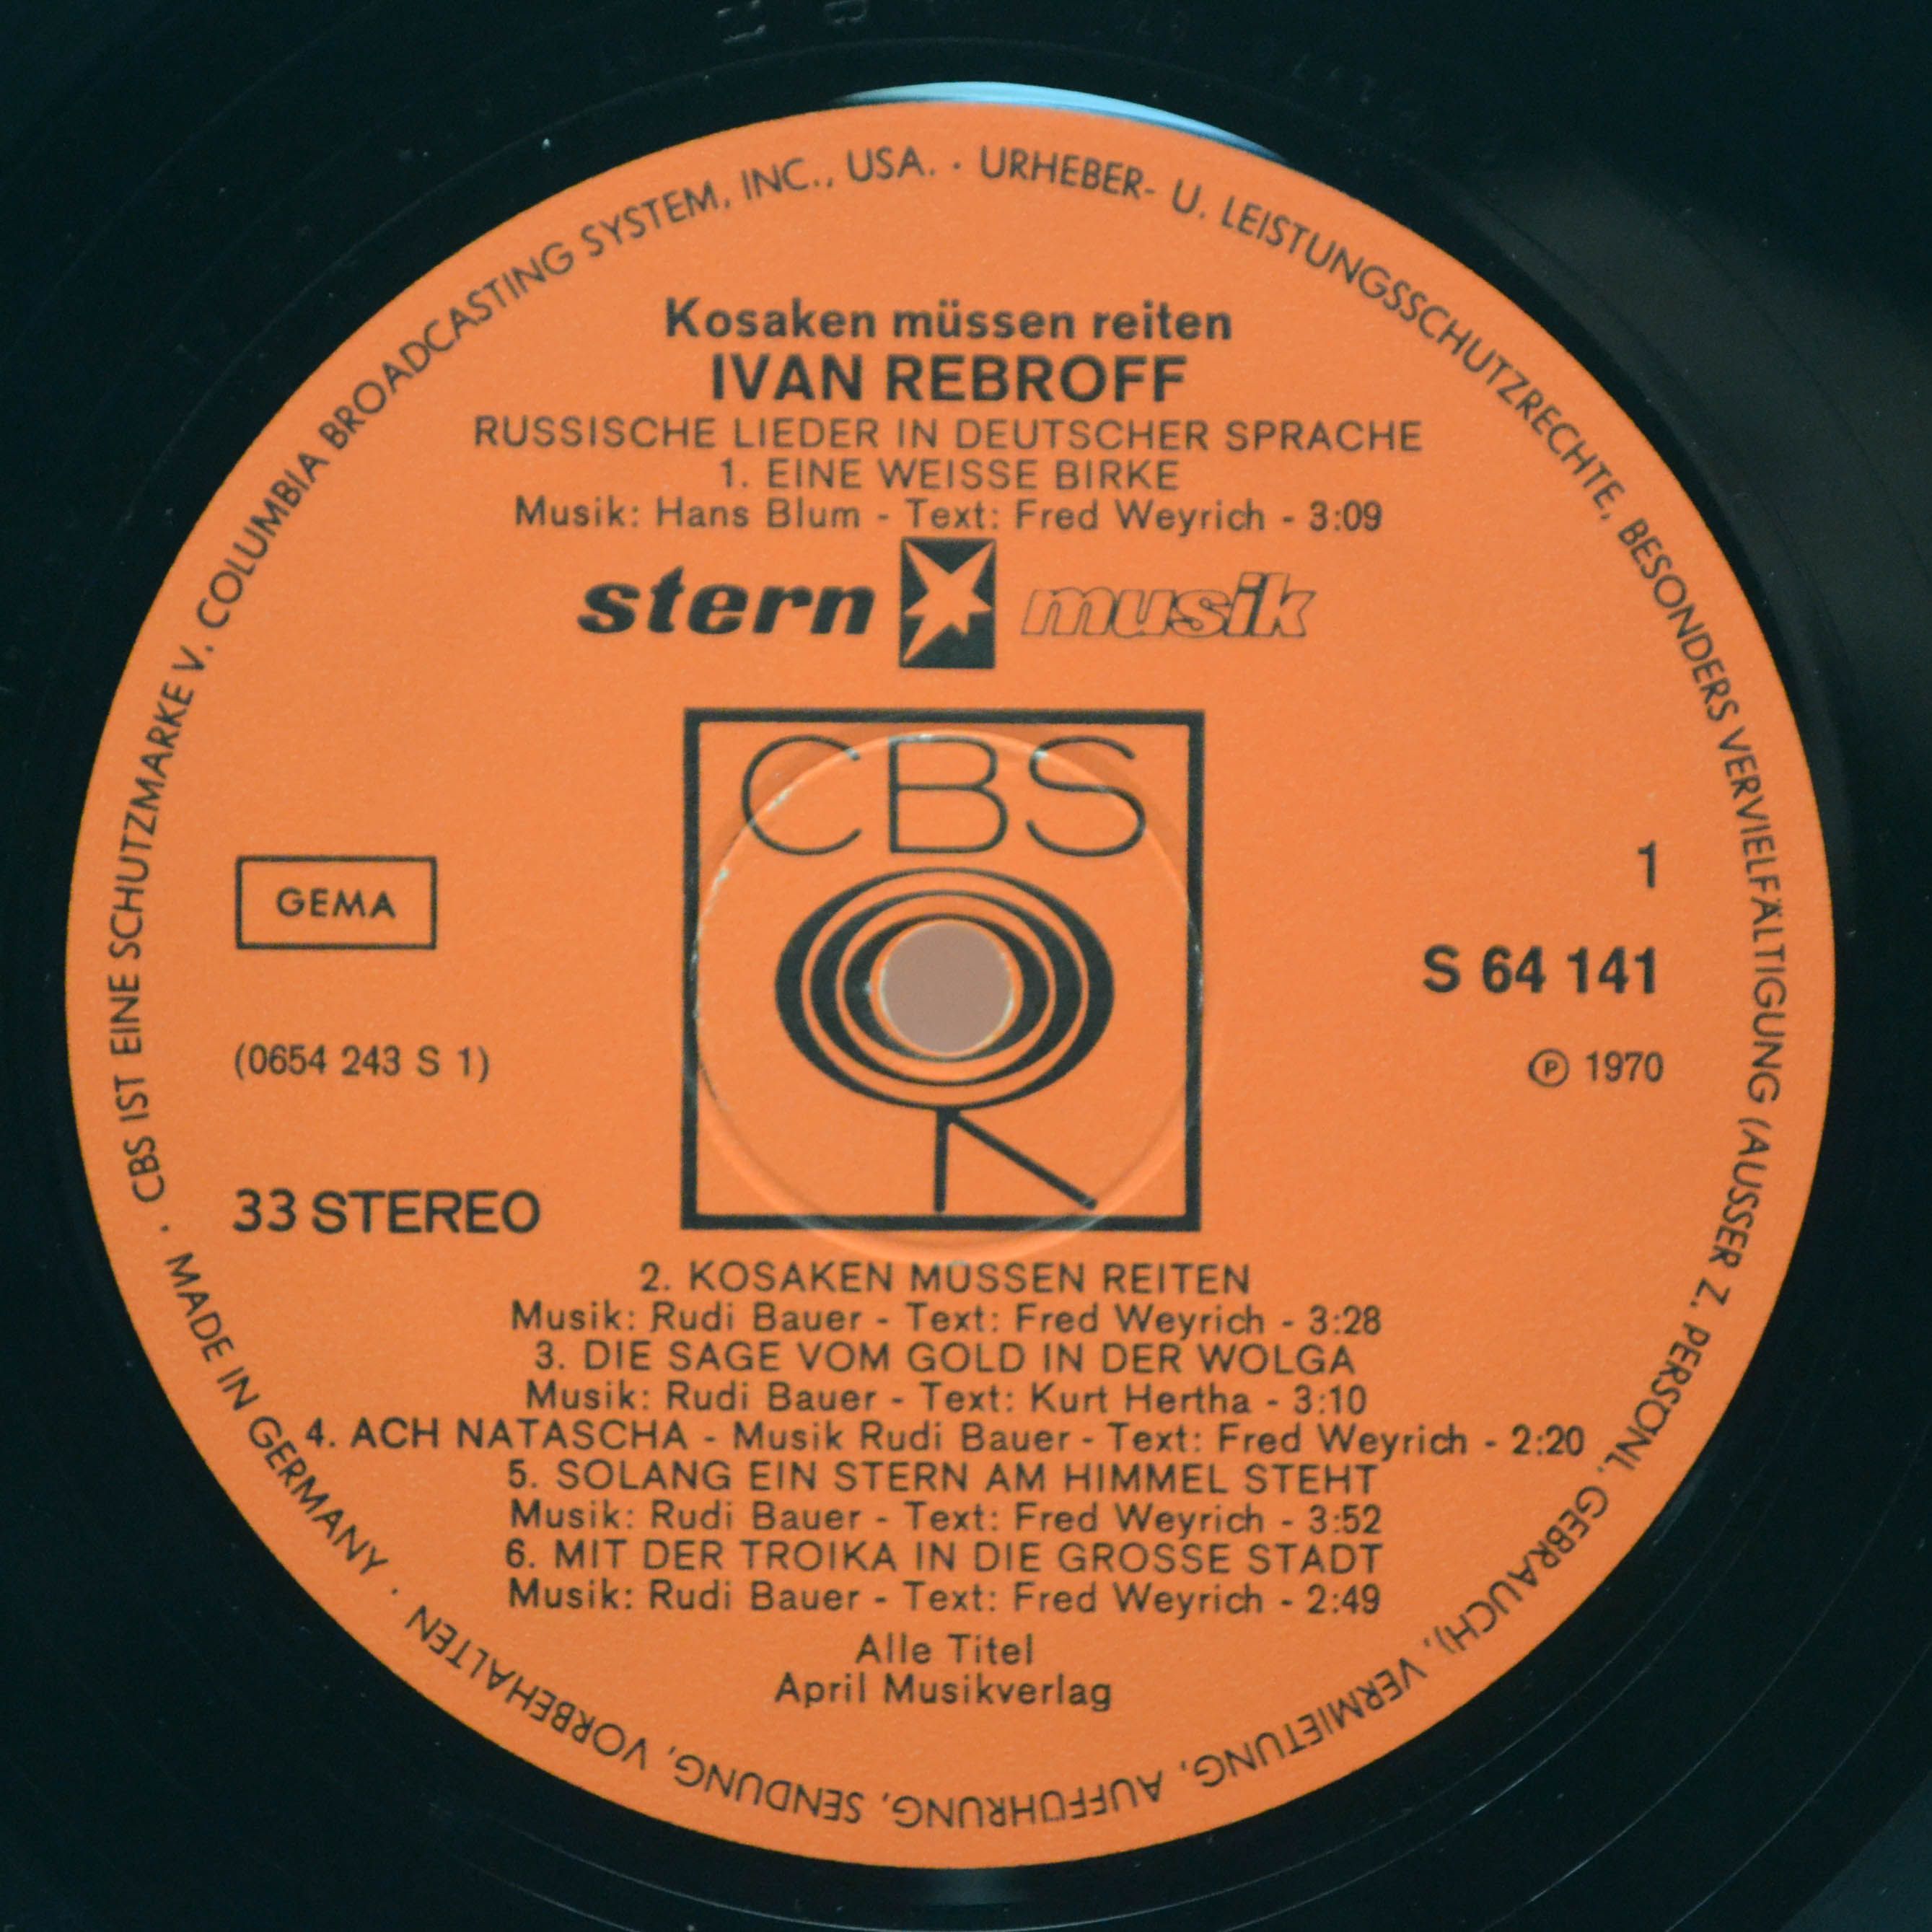 CBS IST EINE SCHUTZMARKE V. COLUMBIA BROADCASTING SYSTEM, INC., USA. · URHEBER- U. LEISTUNGSSCHUTZRECHTE, BESONDERS VERVIELFÄLTIGUNG (AUSSER Z. PERSÖNL. GEBRAUCH), VERMIETUNG, AUFFÜHRUNG, SENDUNG, VORBEHALTEN · MADE IN GERMANY ·
Kosaken müssen reiten
IVAN REBROFF
RUSSISCHE LIEDER IN DEUTSCHER SPRACHE
1. EINE WEISSE BIRKE
Musik: Hans Blum - Text: Fred Weyrich - 3:09
stern musik
CBS
GEMA
1
S 64 141
(0654 243 S 1)
Ⓟ 1970
33 STEREO
2. KOSAKEN MÜSSEN REITEN
Musik: Rudi Bauer - Text: Fred Weyrich - 3:28
3. DIE SAGE VOM GOLD IN DER WOLGA
Musik: Rudi Bauer - Text: Kurt Hertha - 3:10
4. ACH NATASCHA - Musik Rudi Bauer - Text: Fred Weyrich - 2:20
5. SOLANG EIN STERN AM HIMMEL STEHT
Musik: Rudi Bauer - Text: Fred Weyrich - 3:52
6. MIT DER TROIKA IN DIE GROSSE STADT
Musik: Rudi Bauer - Text: Fred Weyrich - 2:49
Alle Titel
April Musikverlag